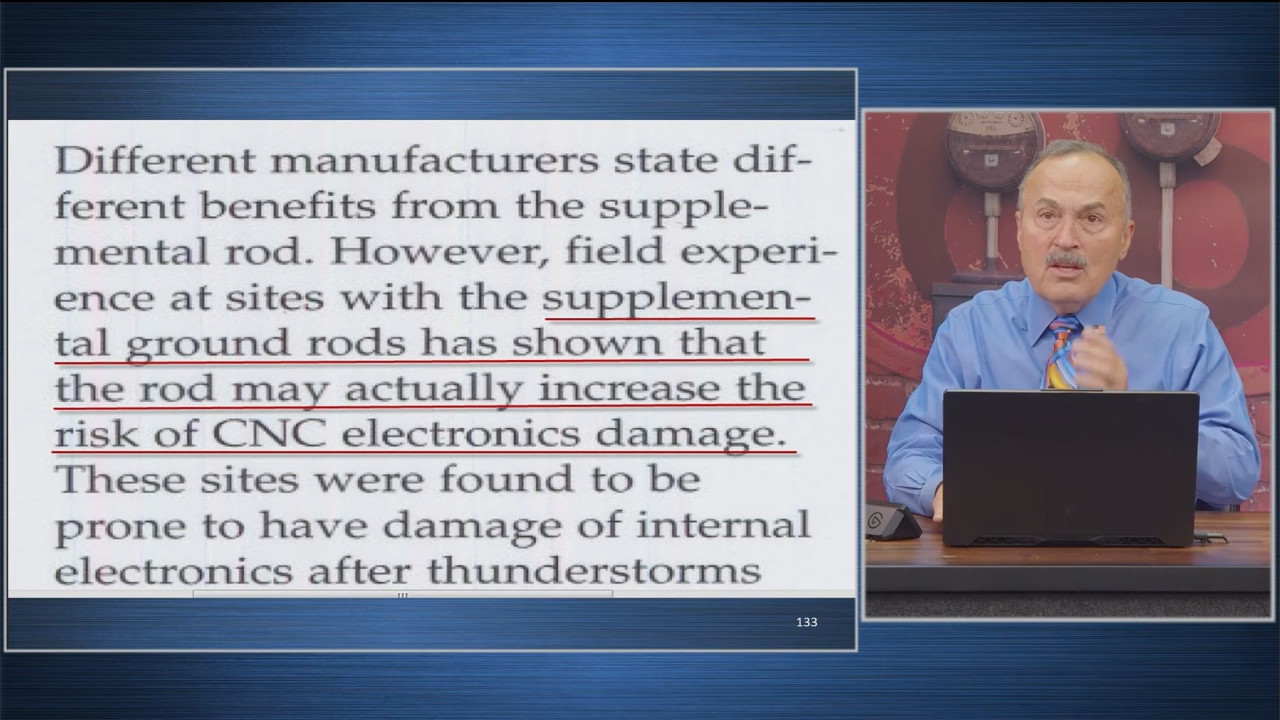 Different manufacturers state dif-
ferent benefits from the supple-
mental rod. However, field experi-
ence at sites with the supplemen-
tal ground rods has shown that
the rod may actually increase the
risk of CNC electronics damage.
These sites were found to be
prone to have damage of internal
electronics after thunderstorms
133